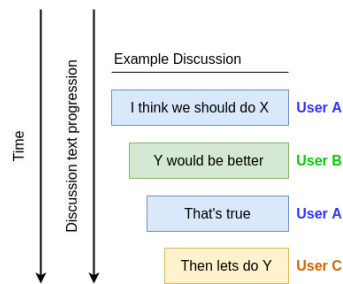 Time
Discussion text progression
Example Discussion
I think we should do X
User A
Y would be better
User B
That's true
User A
Then lets do Y
User C